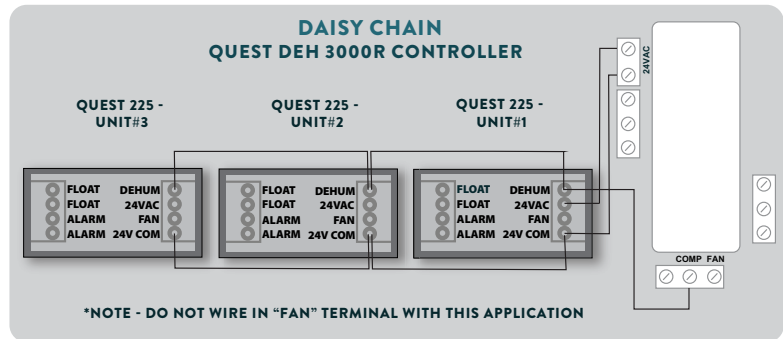 DAISY CHAIN
QUEST DEH 3000R CONTROLLER
QUEST 225 -
UNIT#3
QUEST 225 -
UNIT#2
QUEST 225 -
UNIT#1
24VAC
FLOAT DEHUM
FLOAT 24VAC
ALARM FAN
ALARM 24V COM
FLOAT DEHUM
FLOAT 24VAC
ALARM FAN
ALARM 24V COM
FLOAT DEHUM
FLOAT 24VAC
ALARM FAN
ALARM 24V COM
COMP FAN
*NOTE - DO NOT WIRE IN “FAN” TERMINAL WITH THIS APPLICATION